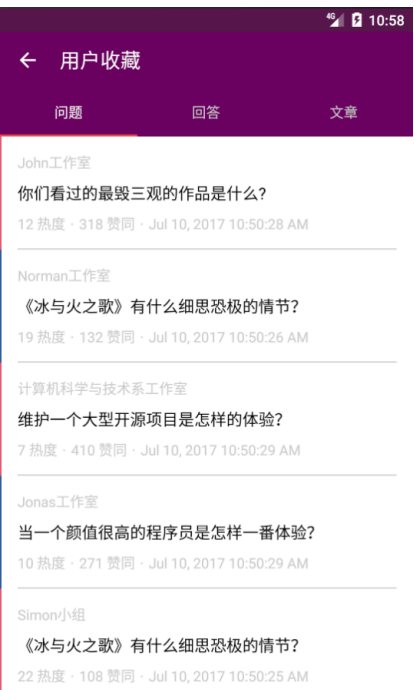 4G 10:58
用户收藏
问题 回答 文章
John工作室
你们看过的最毁三观的作品是什么?
12 热度 · 318 赞同 · Jul 10, 2017 10:50:28 AM
Norman工作室
《冰与火之歌》有什么细思恐极的情节?
19 热度 · 132 赞同 · Jul 10, 2017 10:50:26 AM
计算机科学与技术系工作室
维护一个大型开源项目是怎样的体验?
7 热度 · 410 赞同 · Jul 10, 2017 10:50:29 AM
Jonas工作室
当一个颜值很高的程序员是怎样一番体验?
10 热度 · 271 赞同 · Jul 10, 2017 10:50:29 AM
Simon小组
《冰与火之歌》有什么细思恐极的情节?
22 热度 · 108 赞同 · Jul 10, 2017 10:50:25 AM